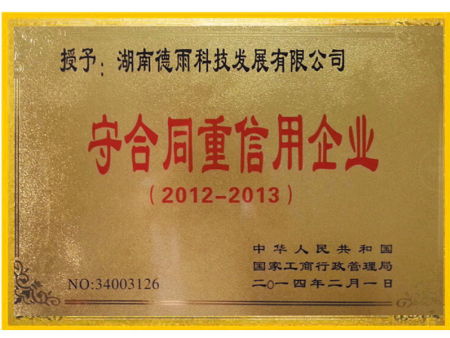 授予：湖南德雨科技发展有限公司
守合同重信用企业
（2012-2013）
中华人民共和国
国家工商行政管理局
NO:34003126
二〇一四年二月一日